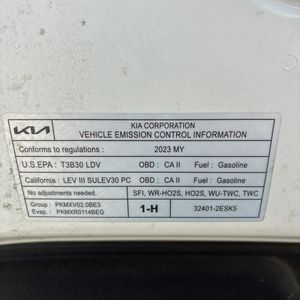 KIA KIA CORPORATION
VEHICLE EMISSION CONTROL INFORMATION
Conforms to regulations : 2023 MY
U.S.EPA : T3B30 LDV OBD : CA II Fuel : Gasoline
California : LEV III SULEV30 PC OBD : CA II Fuel : Gasoline
No adjustments needed. SFI, WR-HO2S, HO2S, WU-TWC, TWC
Group : PKMXV02.0BE3 1-H 32401-2ESK5
Evap. : PKMXR0114BEG